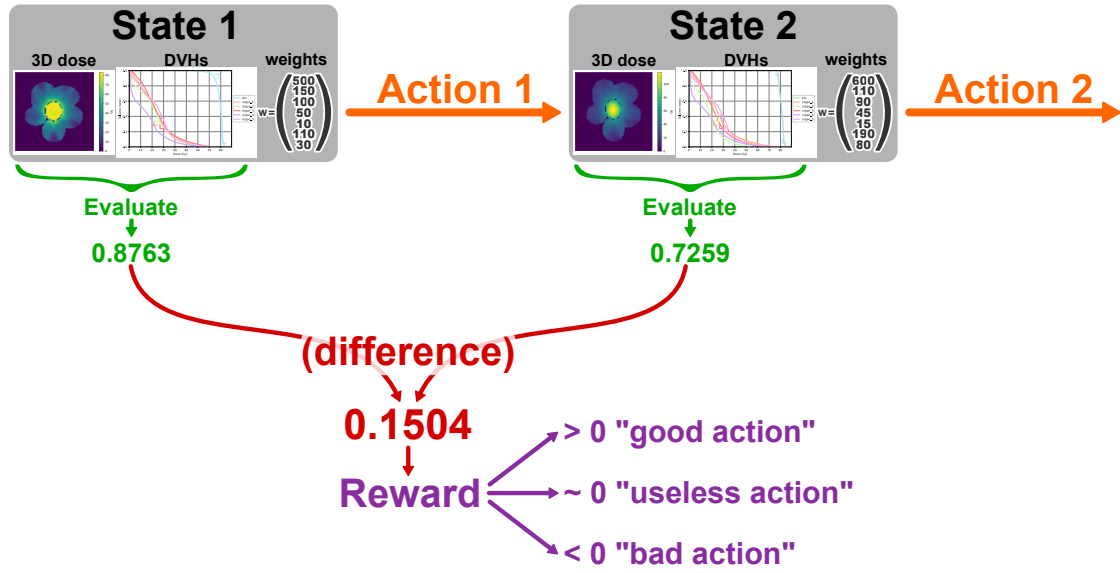 State 1
3D dose
DVHs
weights
w=
500
150
100
50
10
110
30
Action 1
State 2
3D dose
DVHs
weights
w=
600
110
90
45
15
190
80
Action 2
Evaluate
0.8763
Evaluate
0.7259
(difference)
0.1504
Reward
> 0 "good action"
~ 0 "useless action"
< 0 "bad action"